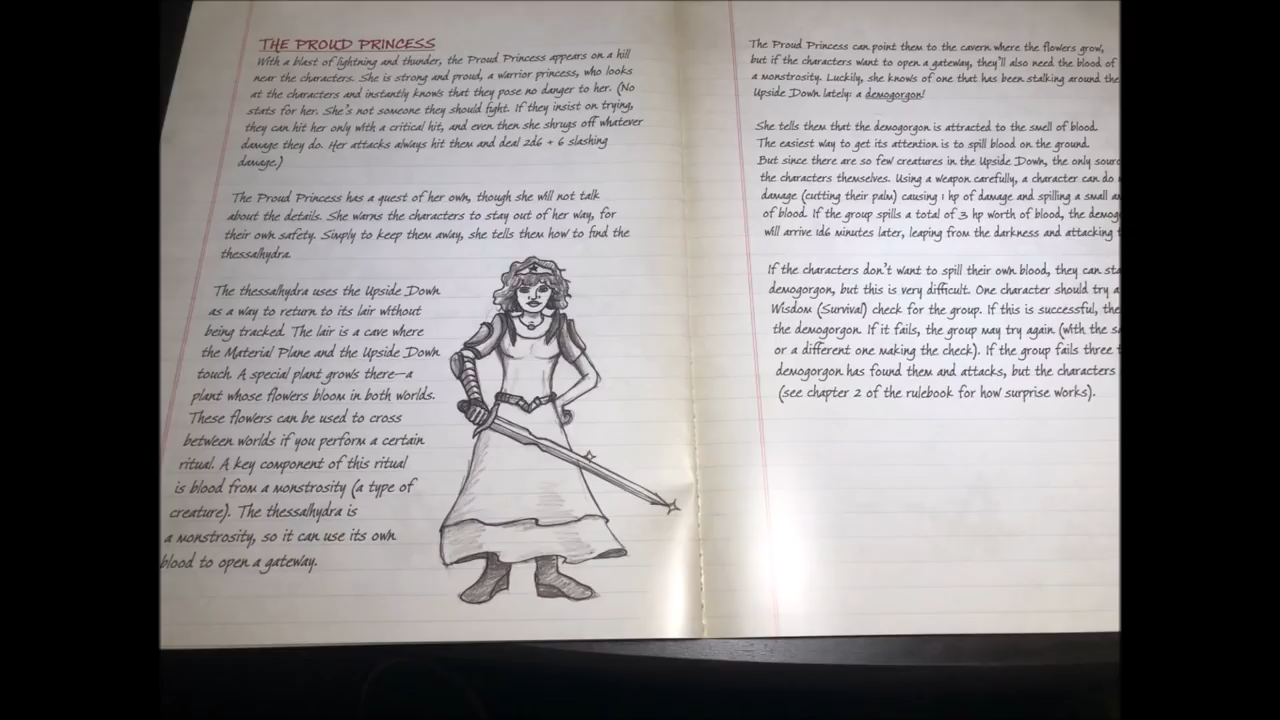 THE PROUD PRINCESS
With a blast of lightning and thunder, the Proud Princess appears on a hill
near the characters. She is strong and proud, a warrior princess, who looks
at the characters and instantly knows that they pose no danger to her. (No
stats for her. She's not someone they should fight. If they insist on trying,
they can hit her only with a critical hit, and even then she shrugs off whatever
damage they do. Her attacks always hit them and deal 2d6 + 6 slashing
damage.)
The Proud Princess has a quest of her own, though she will not talk
about the details. She warns the characters to stay out of her way, for
their own safety. Simply to keep them away, she tells them how to find the
thessalhydra.
The thessalhydra uses the Upside Down
as a way to return to its lair without
being tracked. The lair is a cave where
the Material Plane and the Upside Down
touch. A special plant grows there—a
plant whose flowers bloom in both worlds.
These flowers can be used to cross
between worlds if you perform a certain
ritual. A key component of this ritual
is blood from a monstrosity (a type of
creature). The thessalhydra is
a monstrosity, so it can use its own
blood to open a gateway.
The Proud Princess can point them to the cavern where the flowers grow,
but if the characters want to open a gateway, they'll also need the blood of
a monstrosity. Luckily, she knows of one that has been stalking around the
Upside Down lately: a demogorgon!
She tells them that the demogorgon is attracted to the smell of blood.
The easiest way to get its attention is to spill blood on the ground.
But since there are so few creatures in the Upside Down, the only
the characters themselves. Using a weapon carefully, a character can do
damage (cutting their palm) causing 1 hp of damage and spilling a small
of blood. If the group spills a total of 3 hp worth of blood, the
will arrive 1d6 minutes later, leaping from the darkness and attacking
If the characters don't want to spill their own blood, they can
demogorgon, but this is very difficult. One character should try a
Wisdom (Survival) check for the group. If this is successful,
the demogorgon. If it fails, the group may try again (with the
or a different one making the check). If the group fails three
demogorgon has found them and attacks, but the characters
(see chapter 2 of the rulebook for how surprise works).